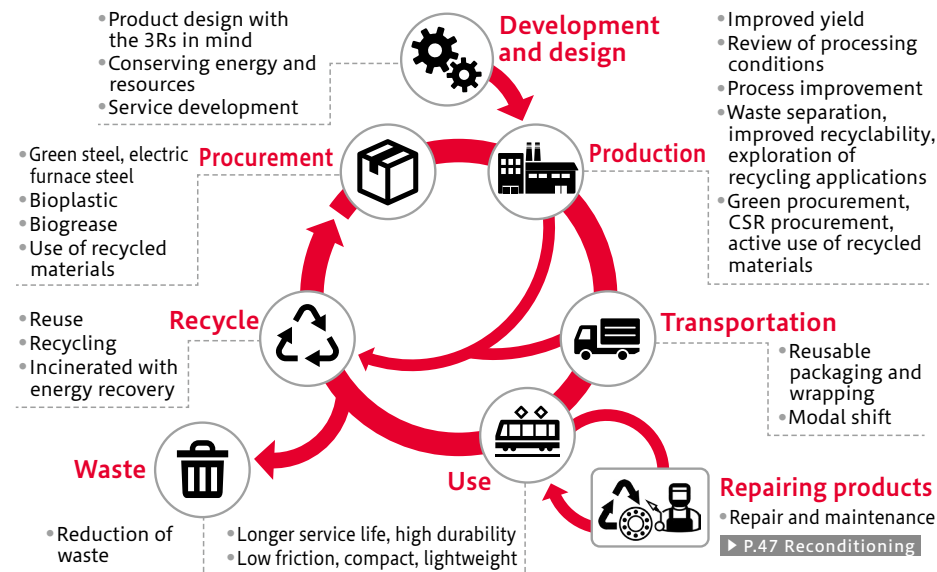 • Product design with
the 3Rs in mind
• Conserving energy and
resources
• Service development
Development
and design
• Improved yield
• Review of processing
conditions
• Process improvement
• Waste separation,
improved recyclability,
exploration of
recycling applications
• Green procurement,
CSR procurement,
active use of recycled
materials
Procurement
• Green steel, electric
furnace steel
• Bioplastic
• Biogrease
• Use of recycled
materials
Production
Recycle
• Reuse
• Recycling
• Incinerated with
energy recovery
Transportation
• Reusable
packaging and
wrapping
• Modal shift
Waste
• Reduction of
waste
Use
• Longer service life, high durability
• Low friction, compact, lightweight
Repairing products
• Repair and maintenance
▶ P.47 Reconditioning